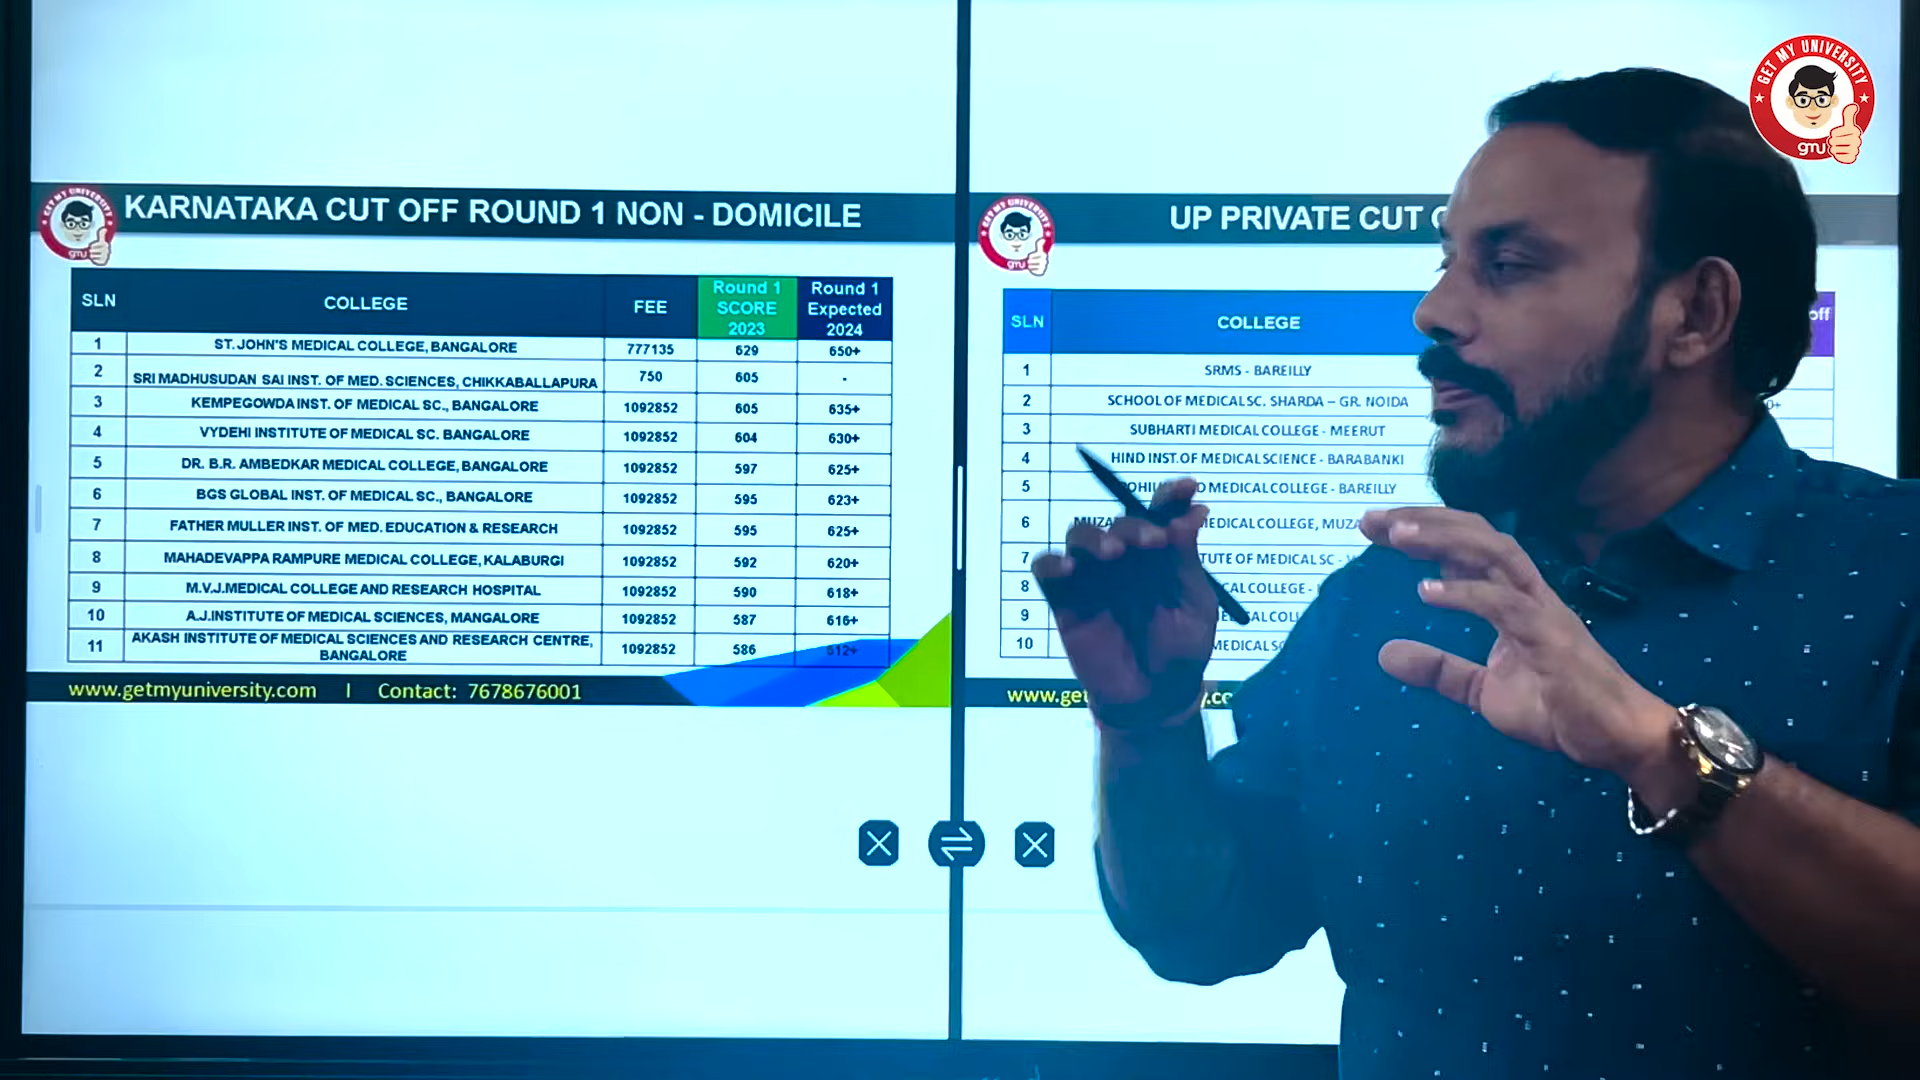 GET MY UNIVERSITY
gmu
KARNATAKA CUT OFF ROUND 1 NON - DOMICILE
SLN COLLEGE FEE Round 1 SCORE 2023 Round 1 Expected 2024
1 ST. JOHN'S MEDICAL COLLEGE, BANGALORE 777135 629 650+
2 SRI MADHUSUDAN SAI INST. OF MED. SCIENCES, CHIKKABALLAPURA 750 605 -
3 KEMPEGOWDA INST. OF MEDICAL SC., BANGALORE 1092852 605 635+
4 VYDEHI INSTITUTE OF MEDICAL SC. BANGALORE 1092852 604 630+
5 DR. B.R. AMBEDKAR MEDICAL COLLEGE, BANGALORE 1092852 597 625+
6 BGS GLOBAL INST. OF MEDICAL SC., BANGALORE 1092852 595 623+
7 FATHER MULLER INST. OF MED. EDUCATION & RESEARCH 1092852 595 625+
8 MAHADEVAPPA RAMPURE MEDICAL COLLEGE, KALABURGI 1092852 592 620+
9 M.V.J.MEDICAL COLLEGE AND RESEARCH HOSPITAL 1092852 590 618+
10 A.J.INSTITUTE OF MEDICAL SCIENCES, MANGALORE 1092852 587 616+
11 AKASH INSTITUTE OF MEDICAL SCIENCES AND RESEARCH CENTRE, BANGALORE 1092852 586 612+
www.getmyuniversity.com I Contact: 7678676001
UP PRIVATE CUT
SLN COLLEGE off
1 SRMS - BAREILLY
2 SCHOOL OF MEDICAL SC. SHARDA – GR. NOIDA
3 SUBHARTI MEDICAL COLLEGE - MEERUT
4 HIND INST.OF MEDICAL SCIENCE - BARABANKI
5 MEDICAL COLLEGE - BAREILLY
6 MEDICAL COLLEGE,
7 OF MEDICAL SC -
8 COLLEGE -
9
10 MEDICAL